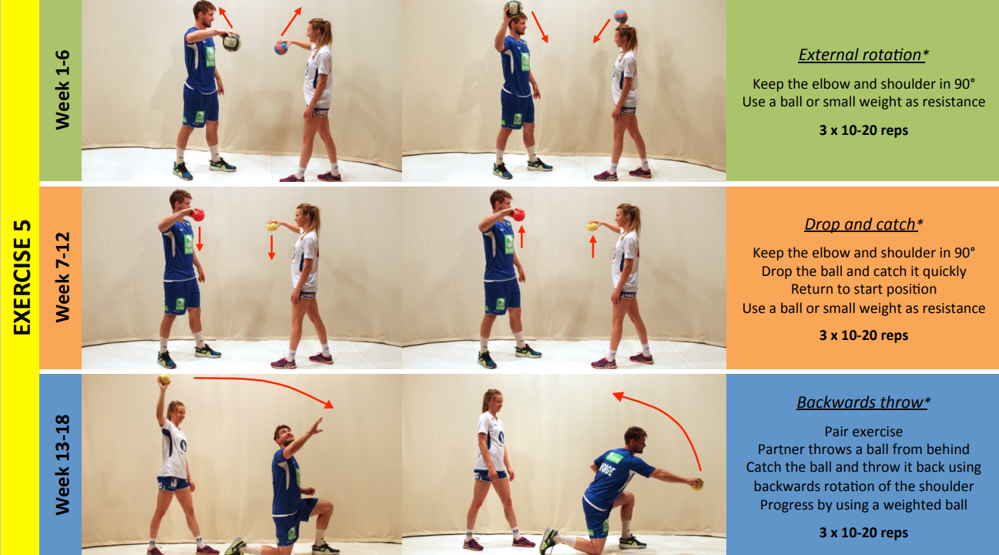 EXERCISE 5
Week 1-6
External rotation*
Keep the elbow and shoulder in 90°
Use a ball or small weight as resistance
3 x 10-20 reps
Week 7-12
Drop and catch*
Keep the elbow and shoulder in 90°
Drop the ball and catch it quickly
Return to start position
Use a ball or small weight as resistance
3 x 10-20 reps
Week 13-18
NORGE
Backwards throw*
Pair exercise
Partner throws a ball from behind
Catch the ball and throw it back using
backwards rotation of the shoulder
Progress by using a weighted ball
3 x 10-20 reps